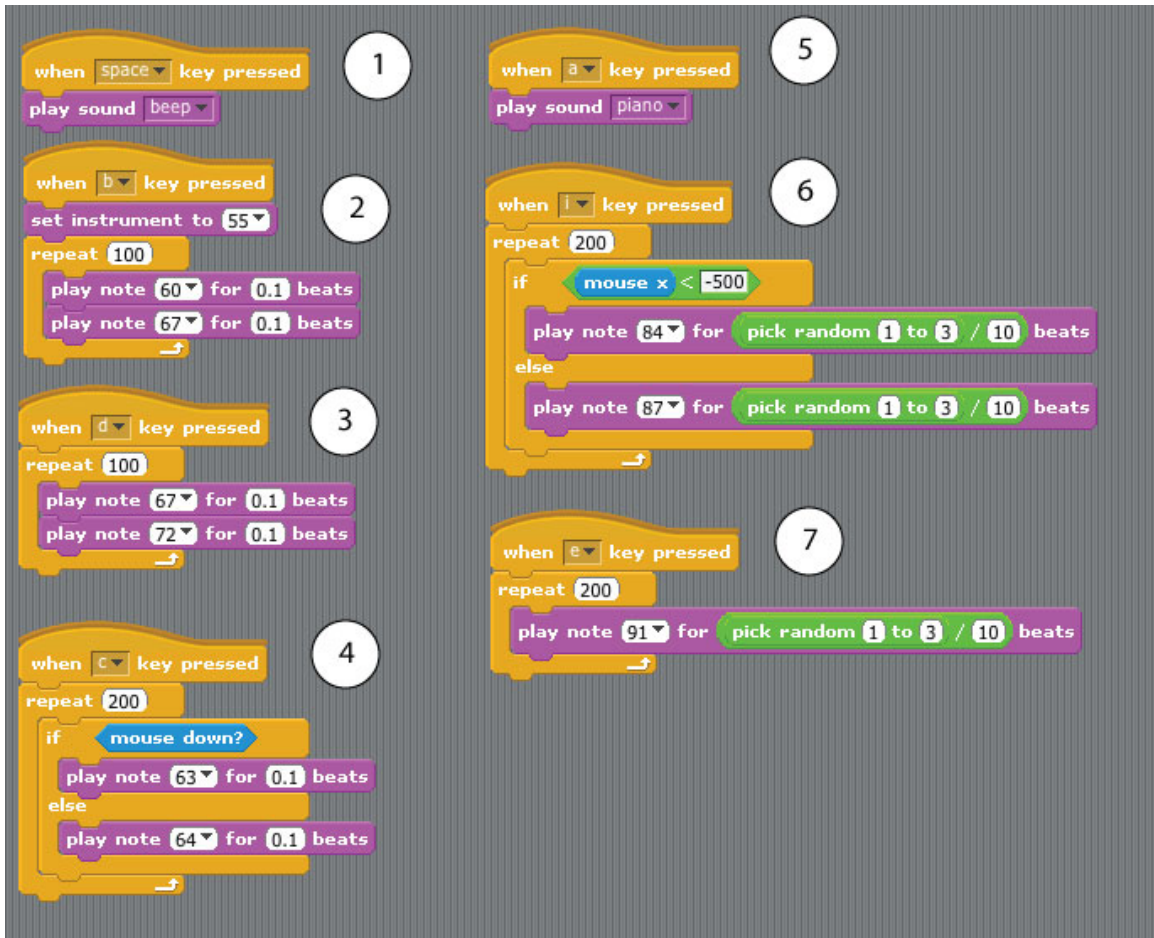 when space key pressed
1
play sound beep
when b key pressed
2
set instrument to 55
repeat 100
play note 60 for 0.1 beats
play note 67 for 0.1 beats
when d key pressed
3
repeat 100
play note 67 for 0.1 beats
play note 72 for 0.1 beats
when c key pressed
4
repeat 200
if mouse down?
play note 63 for 0.1 beats
else
play note 64 for 0.1 beats
when a key pressed
5
play sound piano
when i key pressed
6
repeat 200
if mouse x < -500
play note 84 for pick random 1 to 3 / 10 beats
else
play note 87 for pick random 1 to 3 / 10 beats
when e key pressed
7
repeat 200
play note 91 for pick random 1 to 3 / 10 beats